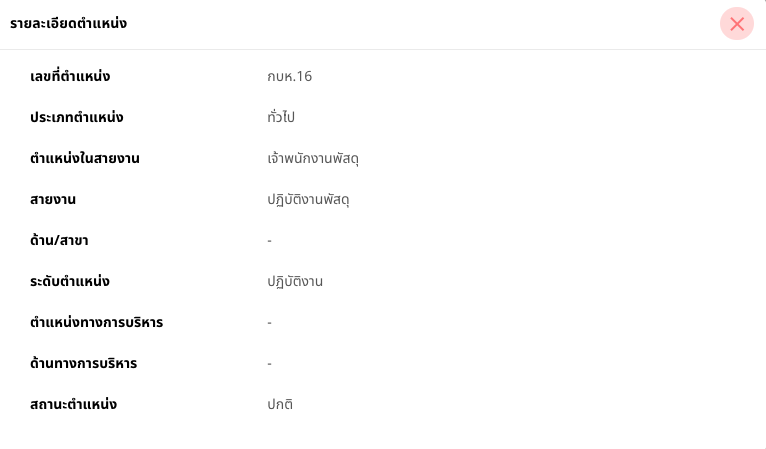 รายละเอียดตำแหน่ง
เลขที่ตำแหน่ง กบห.16
ประเภทตำแหน่ง ทั่วไป
ตำแหน่งในสายงาน เจ้าพนักงานพัสดุ
สายงาน ปฏิบัติงานพัสดุ
ด้าน/สาขา -
ระดับตำแหน่ง ปฏิบัติงาน
ตำแหน่งทางการบริหาร -
ด้านทางการบริหาร -
สถานะตำแหน่ง ปกติ